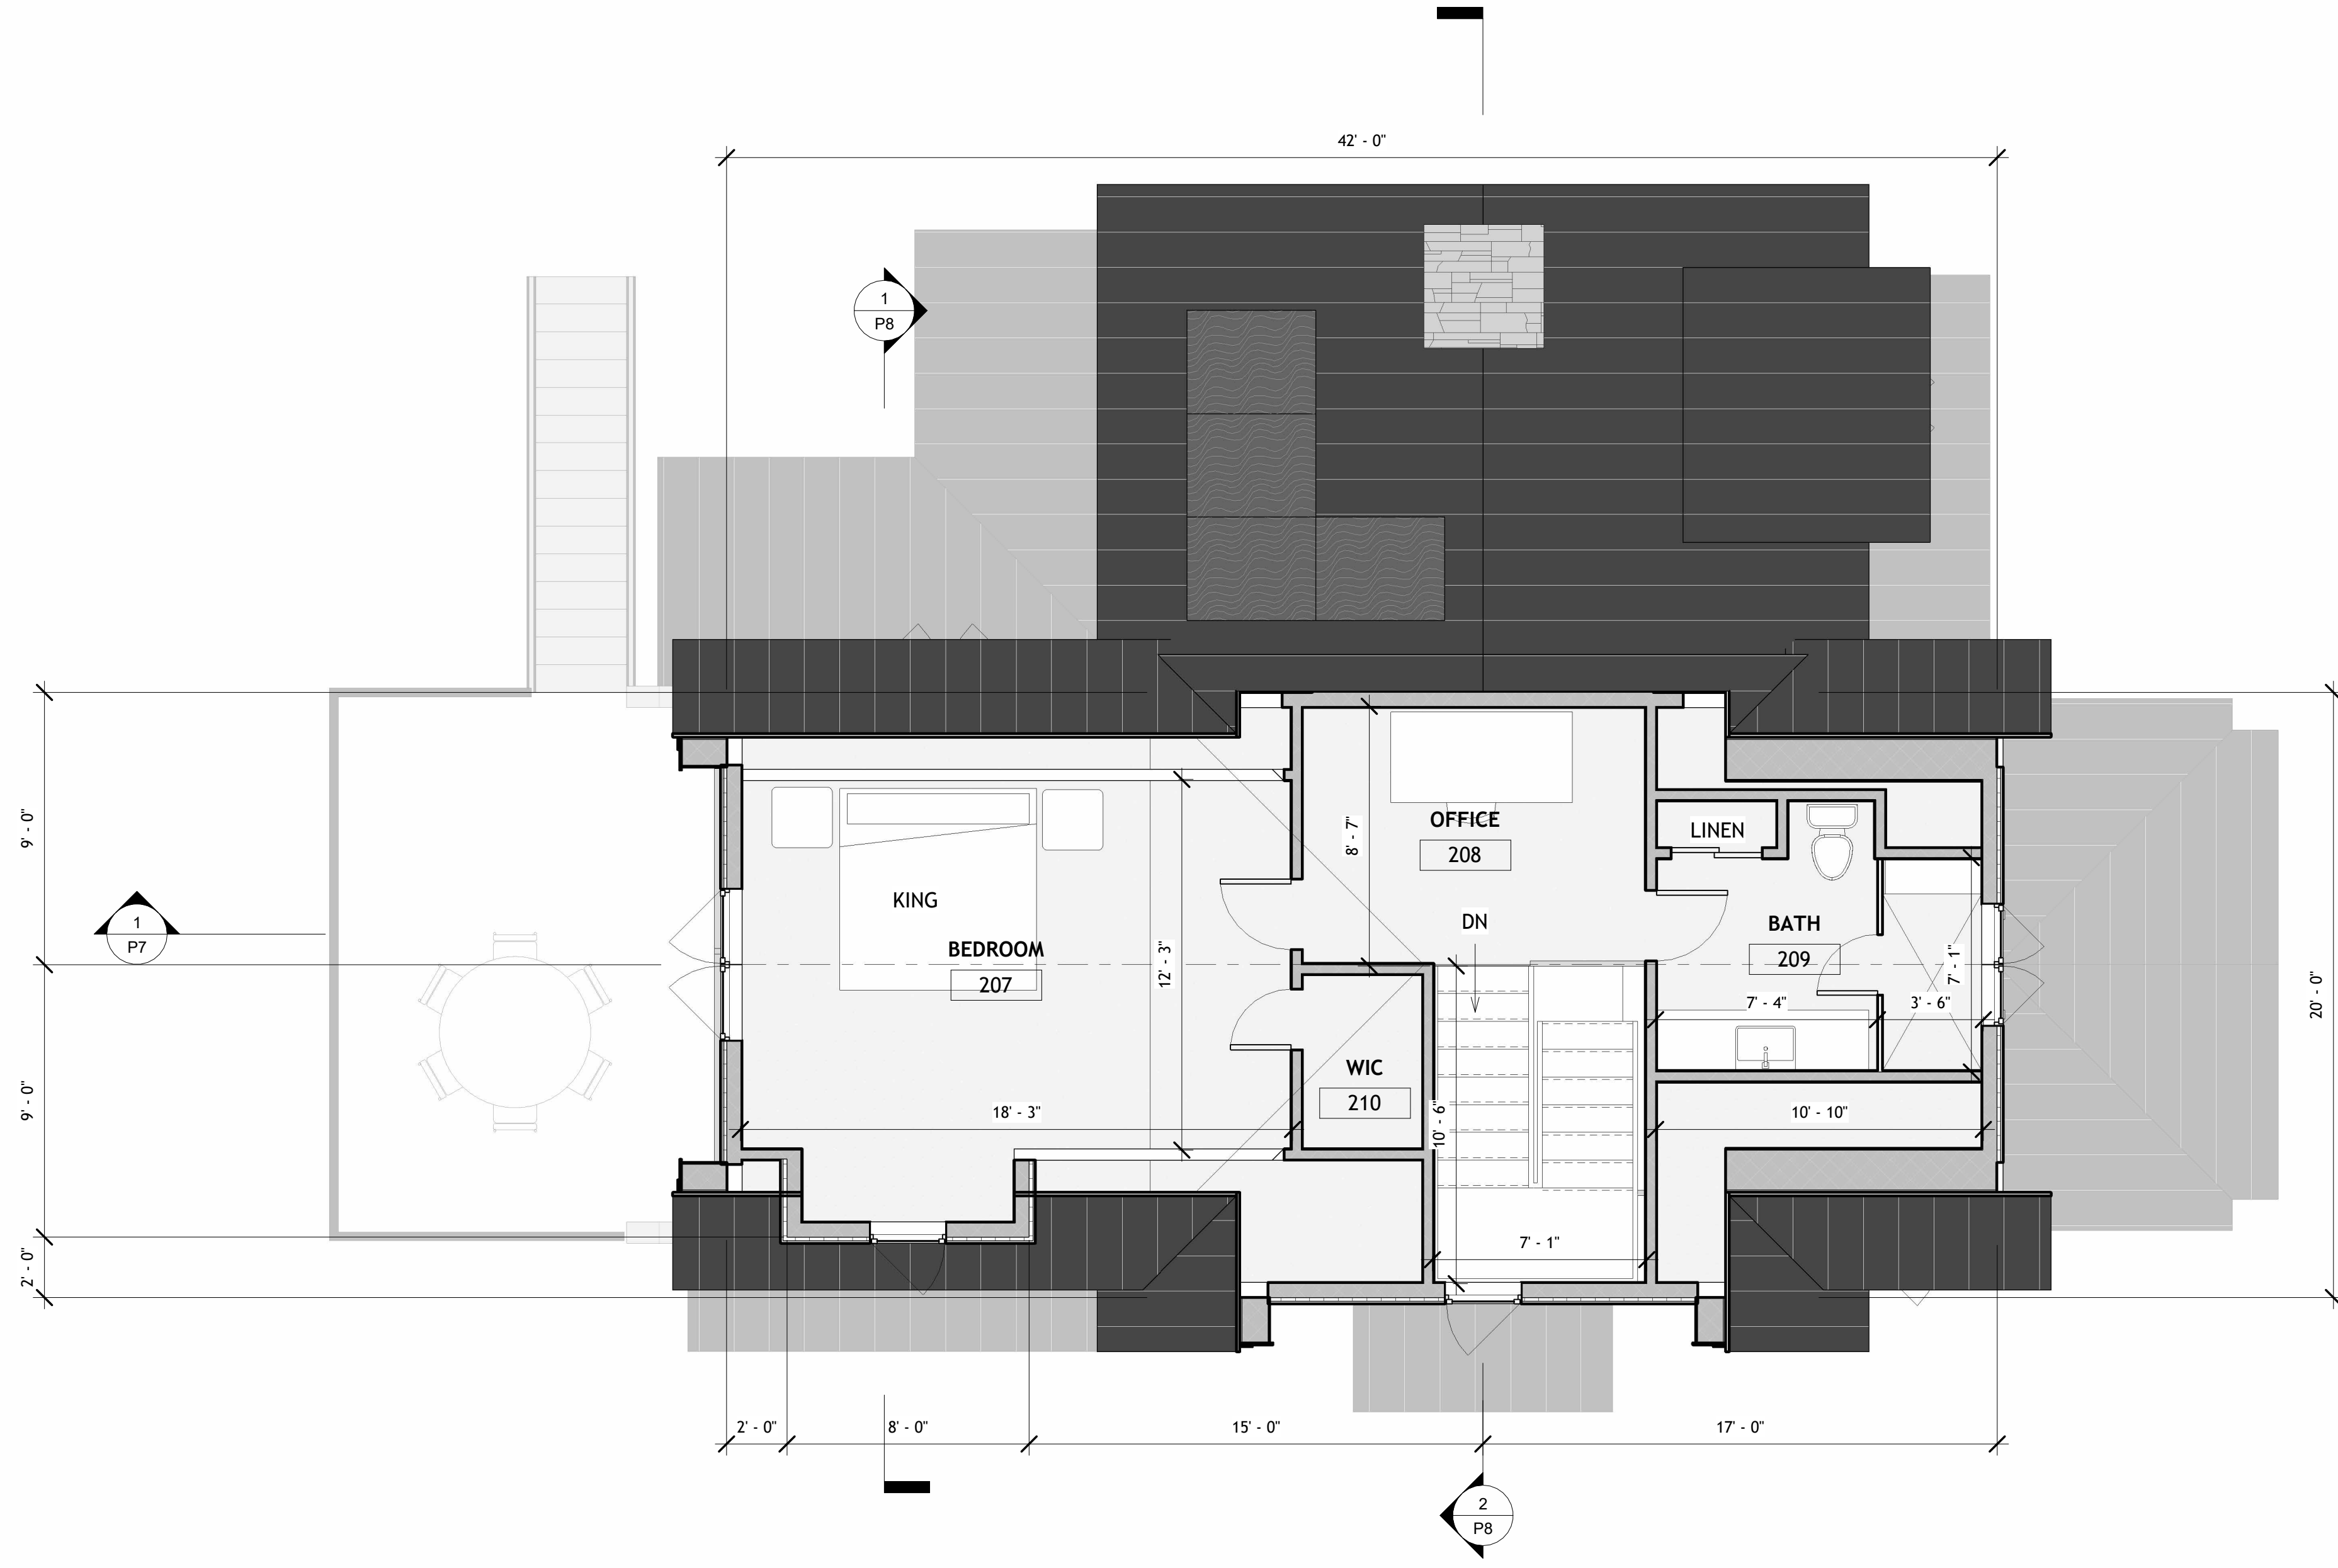 42' - 0"
1
P8
9' - 0"
LINEN
OFFICE
208
8' - 7"
KING
DN
BATH
209
1
P7
BEDROOM
207
12' - 3"
7' - 1"
7' - 4"
3' - 6"
20' - 0"
WIC
210
9' - 0"
18' - 3"
10' - 6"
10' - 10"
7' - 1"
2' - 0"
2' - 0"
8' - 0"
15' - 0"
17' - 0"
2
P8